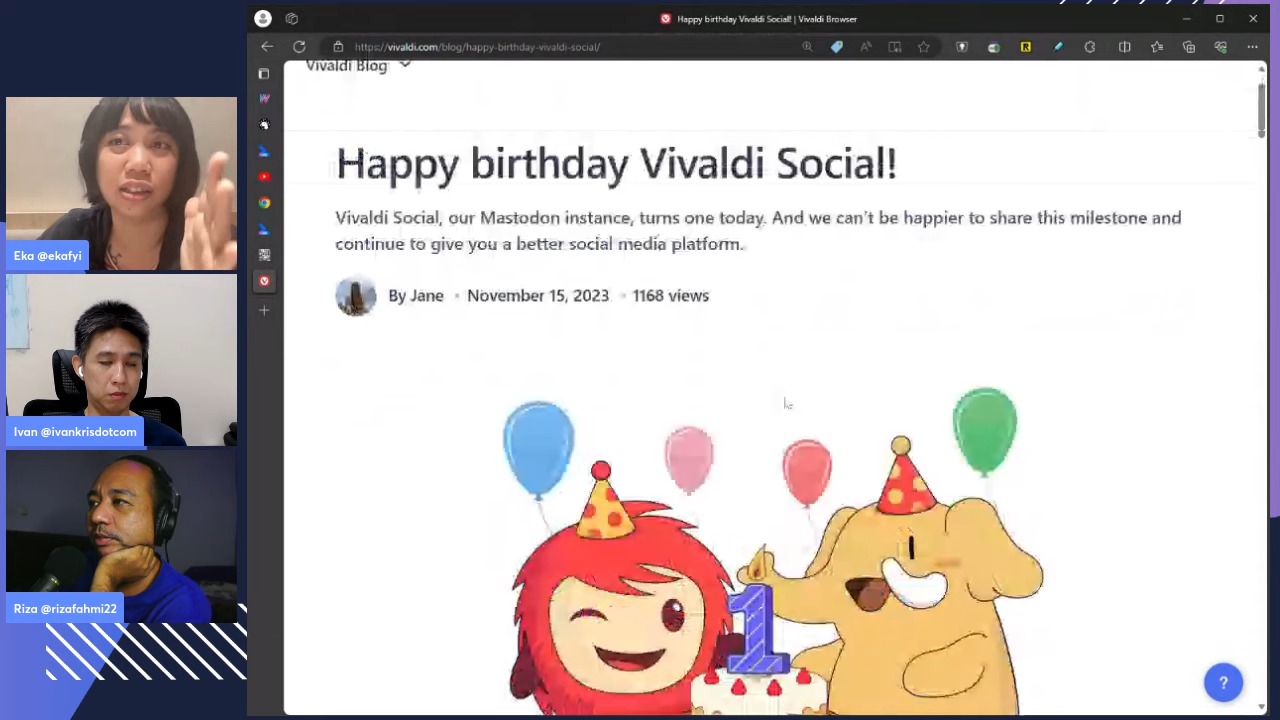 Happy birthday Vivaldi Social! | Vivaldi Browser
https://vivaldi.com/blog/happy-birthday-vivaldi-social/
Vivaldi Blog
Happy birthday Vivaldi Social!
Vivaldi Social, our Mastodon instance, turns one today. And we can't be happier to share this milestone and
continue to give you a better social media platform.
By Jane • November 15, 2023 • 1168 views
1
?
Eka @ekafyi
Ivan @ivankrisdotcom
Riza @rizafahmi22